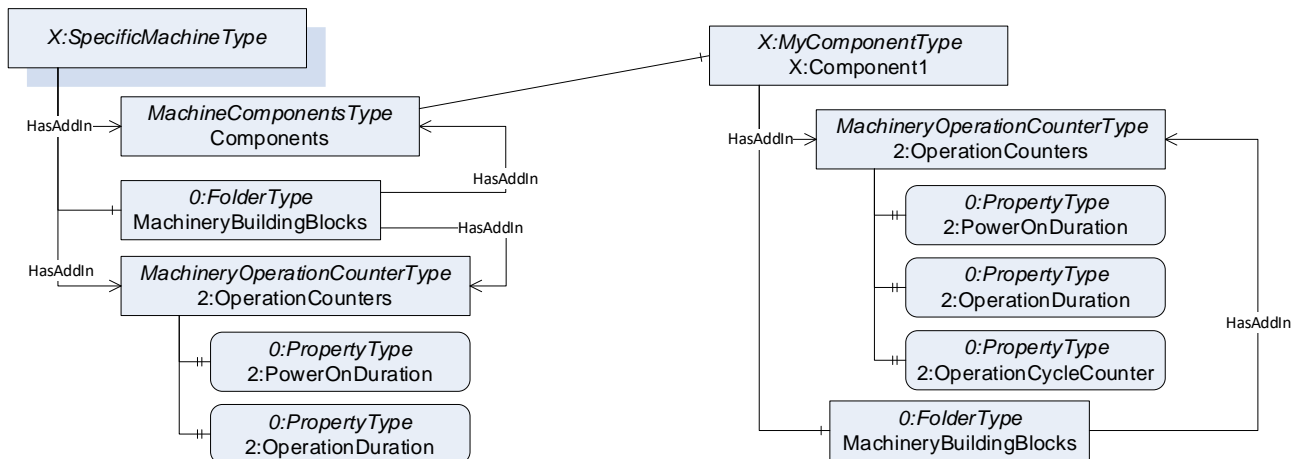 X:SpecificMachineType
HasAddIn
MachineComponentsType
Components
0:FolderType
MachineryBuildingBlocks
HasAddIn
HasAddIn
HasAddIn
MachineryOperationCounterType
2:OperationCounters
0:PropertyType
2:PowerOnDuration
0:PropertyType
2:OperationDuration
X:MyComponentType
X:Component1
HasAddIn
MachineryOperationCounterType
2:OperationCounters
0:PropertyType
2:PowerOnDuration
0:PropertyType
2:OperationDuration
0:PropertyType
2:OperationCycleCounter
HasAddIn
0:FolderType
MachineryBuildingBlocks